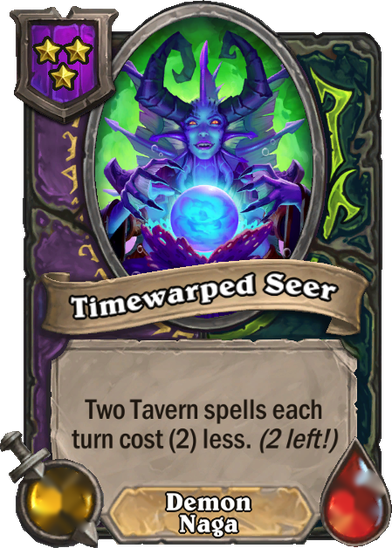 Timewarped Seer
Two Tavern spells each
turn cost (2) less. (2 left!)
Demon
Naga